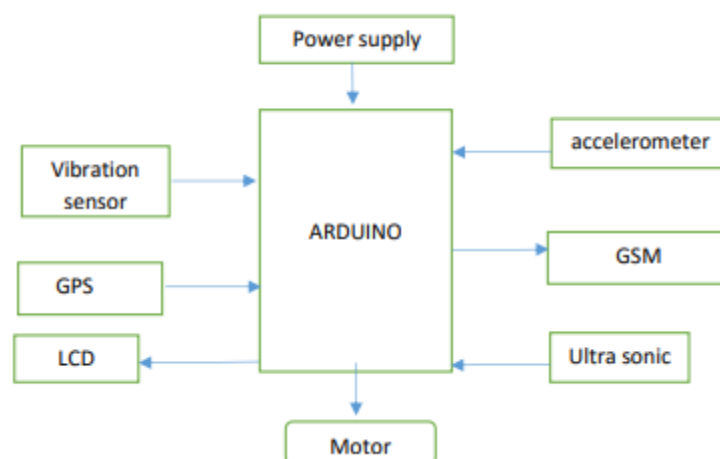 Power supply
accelerometer
Vibration
sensor
ARDUINO
GSM
GPS
LCD
Ultra sonic
Motor